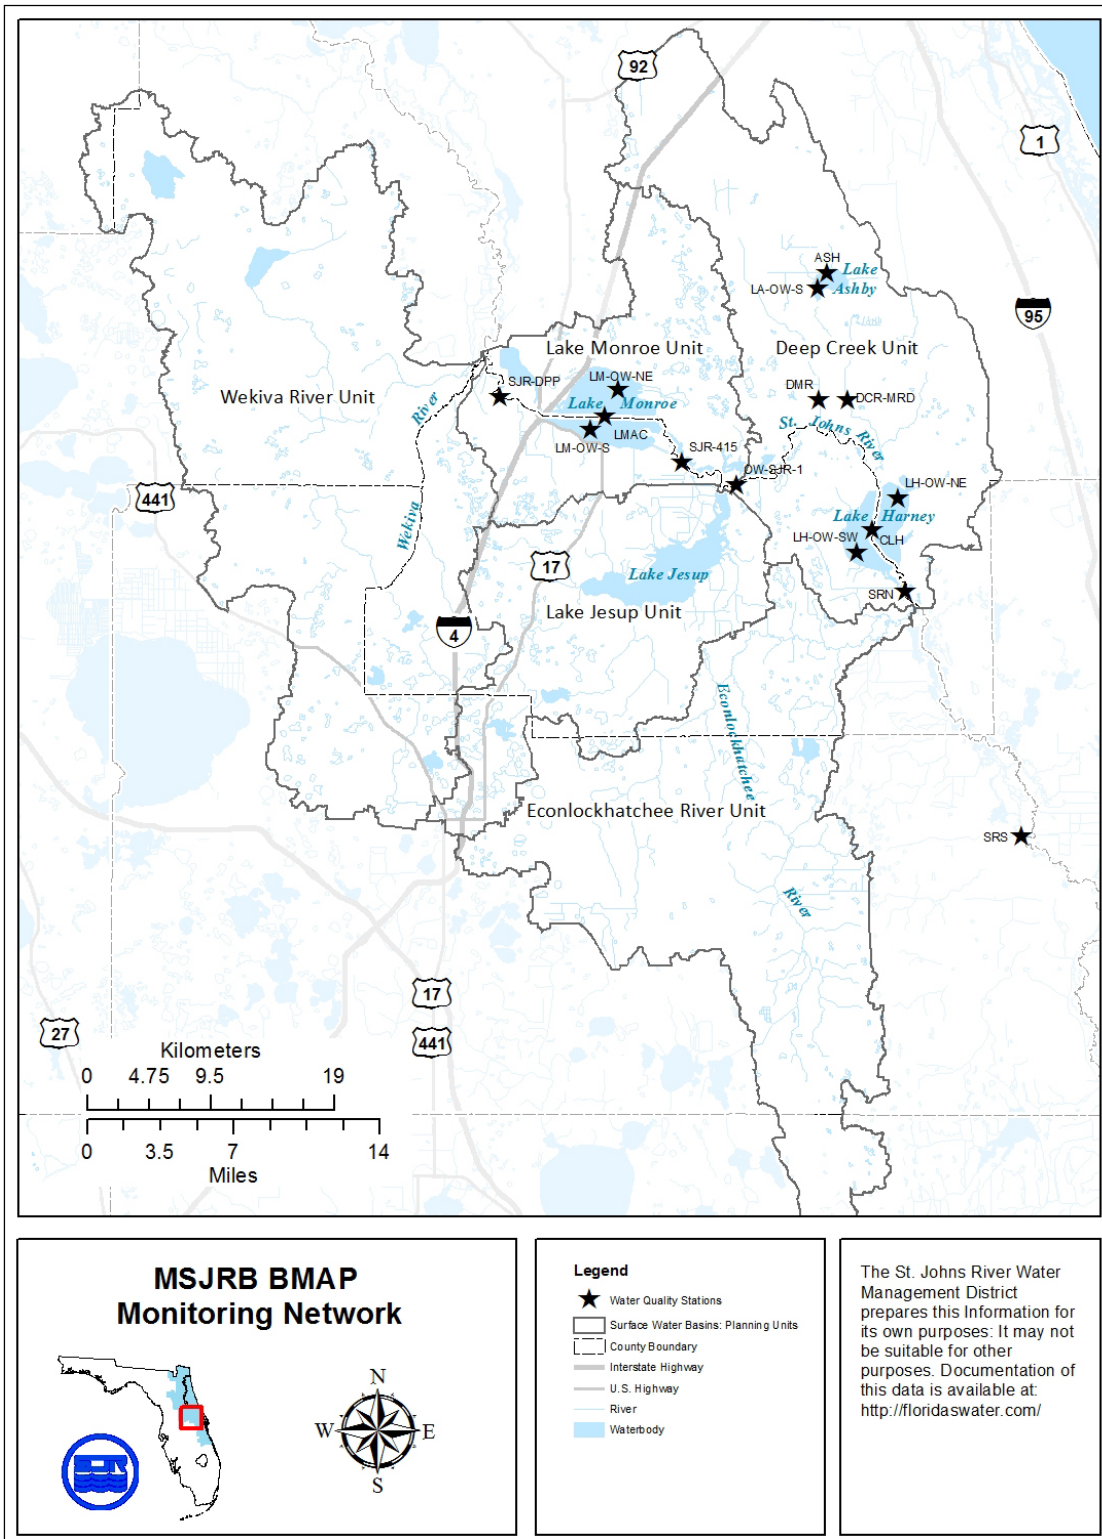 92
1
ASH
Lake
Ashby
LA-OW-S
95
Lake Monroe Unit
Deep Creek Unit
SJR-DPP
LM-OW-NE
Wekiva River Unit
River
DMR
DCR-MRD
Lake Monroe
St. Johns River
LM-OW-S
LMAC
SJR-415
OW-SJR-1
441
LH-OW-NE
Wekiva
Lake Harney
LH-OW-SW
CLH
17
Lake Jesup
SRN
Lake Jesup Unit
4
Econlockhatchee
Econlockhatchee River Unit
SRS
River
17
27
441
Kilometers
0 4.75 9.5 19
0 3.5 7 14
Miles
MSJRB BMAP
Monitoring Network
N
W E
S
Legend
Water Quality Stations
Surface Water Basins: Planning Units
County Boundary
Interstate Highway
U.S. Highway
River
Waterbody
The St. Johns River Water
Management District
prepares this Information for
its own purposes: It may not
be suitable for other
purposes. Documentation of
this data is available at:
http://floridaswater.com/